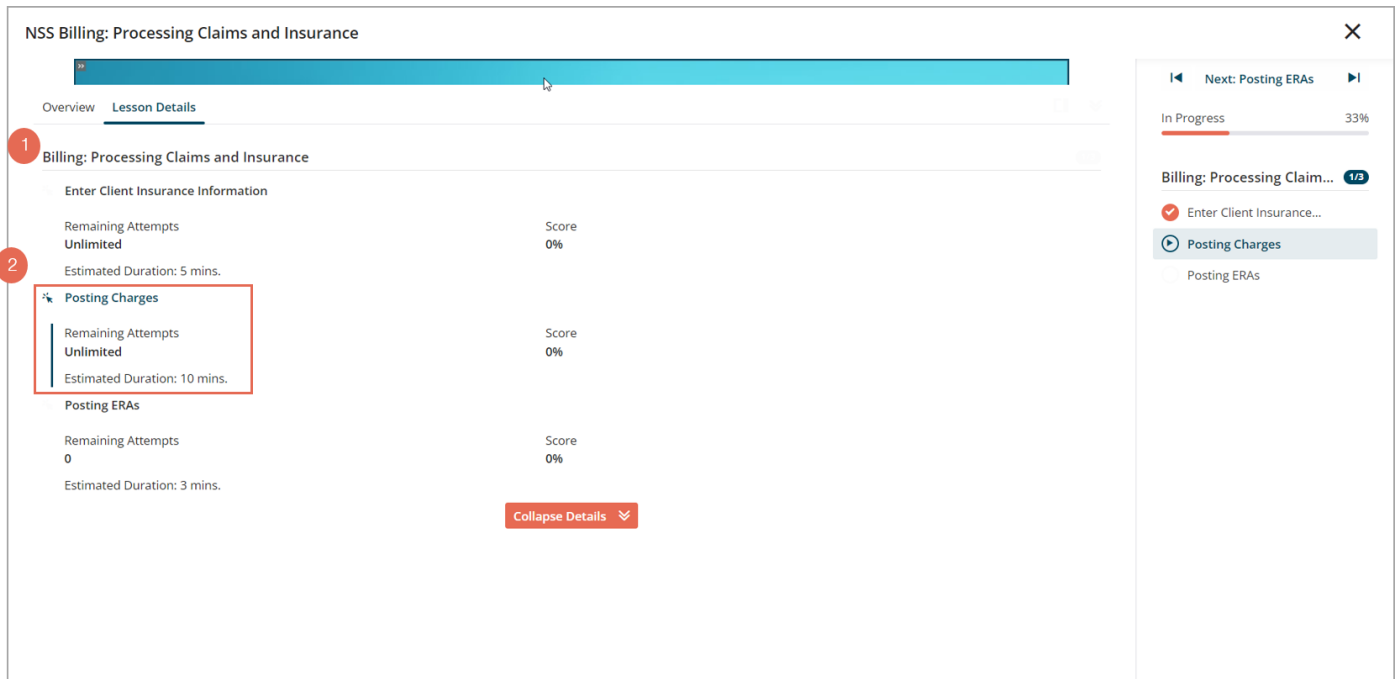 NSS Billing: Processing Claims and Insurance
Overview Lesson Details
1
Billing: Processing Claims and Insurance
Enter Client Insurance Information
Remaining Attempts Score
Unlimited 0%
Estimated Duration: 5 mins.
2
Posting Charges
Remaining Attempts Score
Unlimited 0%
Estimated Duration: 10 mins.
Posting ERAs
Remaining Attempts Score
0 0%
Estimated Duration: 3 mins.
Collapse Details
Next: Posting ERAs
In Progress 33%
Billing: Processing Claim... 1/3
Enter Client Insurance...
Posting Charges
Posting ERAs